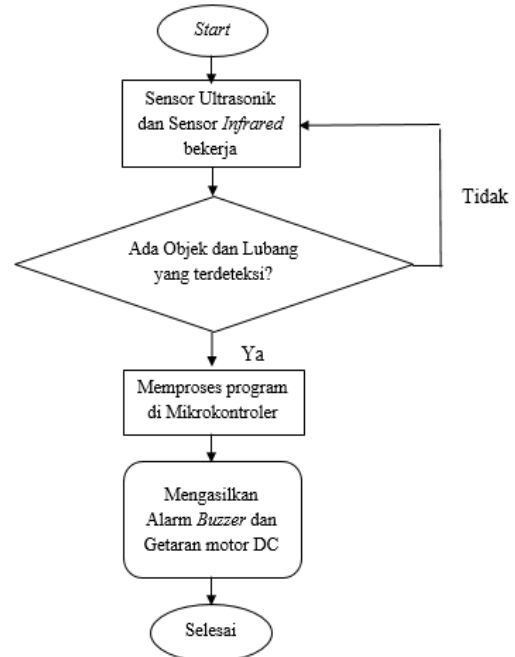 Start
Sensor Ultrasonik
dan Sensor Infrared
bekerja
Tidak
Ada Objek dan Lubang
yang terdeteksi?
Ya
Memproses program
di Mikrokontroler
Mengasilkan
Alarm Buzzer dan
Getaran motor DC
Selesai